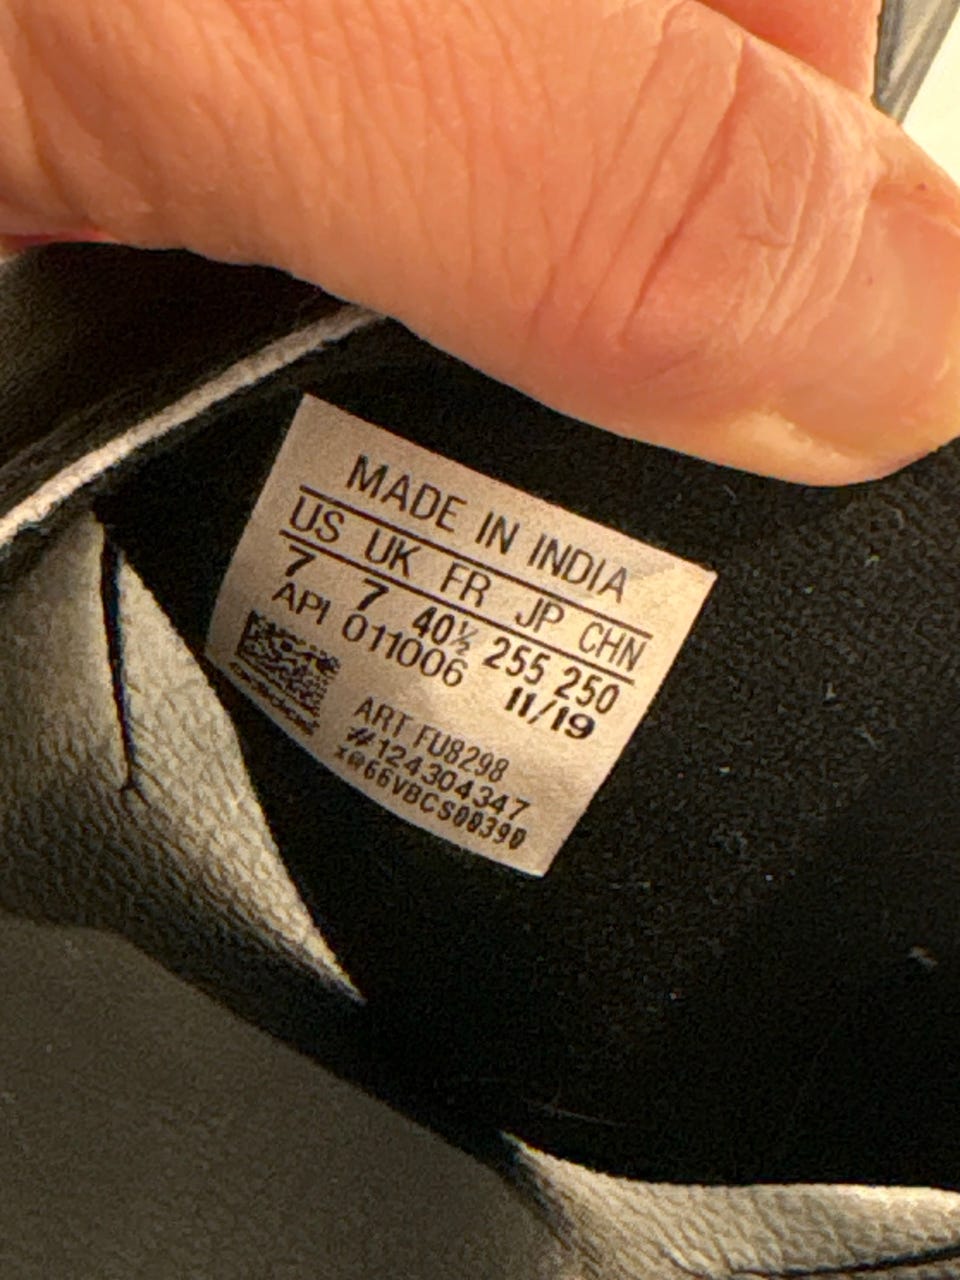 MADE IN INDIA
US UK FR JP CHN
7 7 40½ 255 250
API 011006 11/19
ART FU8298
#124304347